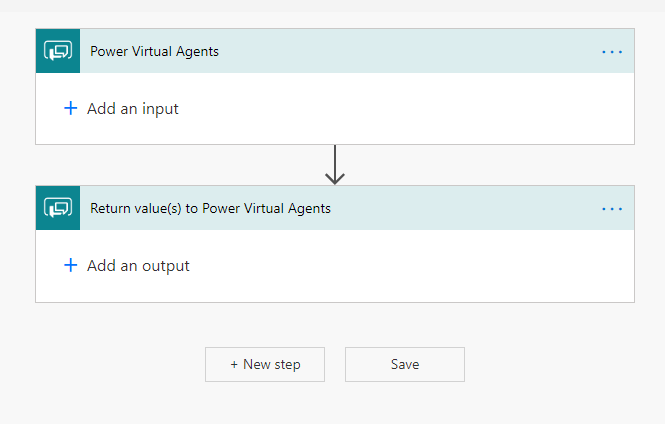 Power Virtual Agents
...
+ Add an input
Return value(s) to Power Virtual Agents
...
+ Add an output
+ New step
Save